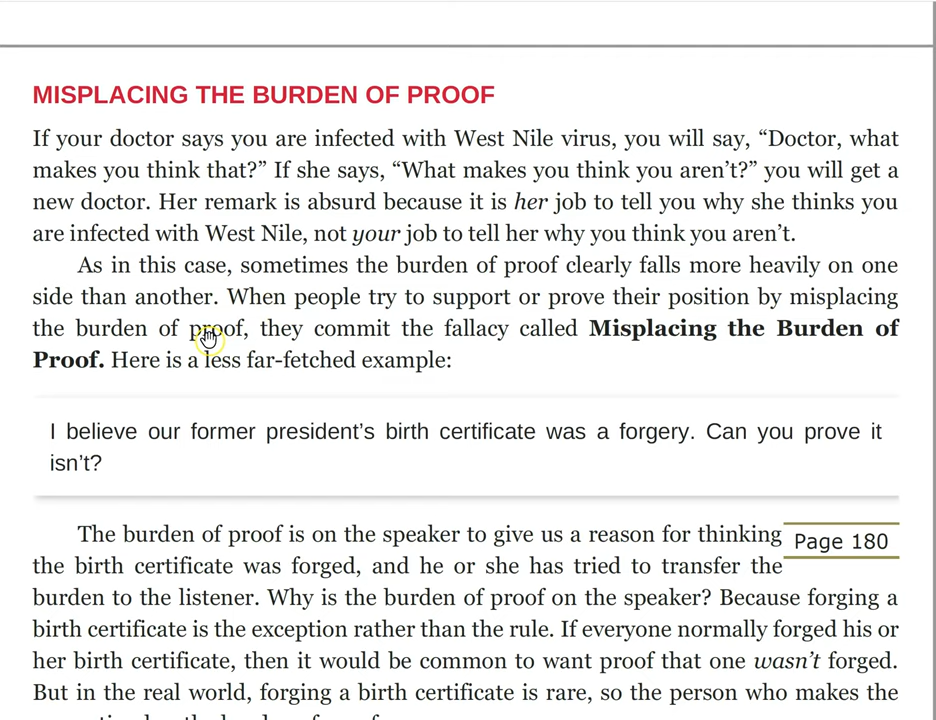 MISPLACING THE BURDEN OF PROOF
If your doctor says you are infected with West Nile virus, you will say, “Doctor, what
makes you think that?” If she says, “What makes you think you aren’t?” you will get a
new doctor. Her remark is absurd because it is her job to tell you why she thinks you
are infected with West Nile, not your job to tell her why you think you aren’t.
As in this case, sometimes the burden of proof clearly falls more heavily on one
side than another. When people try to support or prove their position by misplacing
the burden of proof, they commit the fallacy called Misplacing the Burden of
Proof. Here is a less far-fetched example:
I believe our former president’s birth certificate was a forgery. Can you prove it
isn’t?
The burden of proof is on the speaker to give us a reason for thinking
Page 180
the birth certificate was forged, and he or she has tried to transfer the
burden to the listener. Why is the burden of proof on the speaker? Because forging a
birth certificate is the exception rather than the rule. If everyone normally forged his or
her birth certificate, then it would be common to want proof that one wasn’t forged.
But in the real world, forging a birth certificate is rare, so the person who makes the